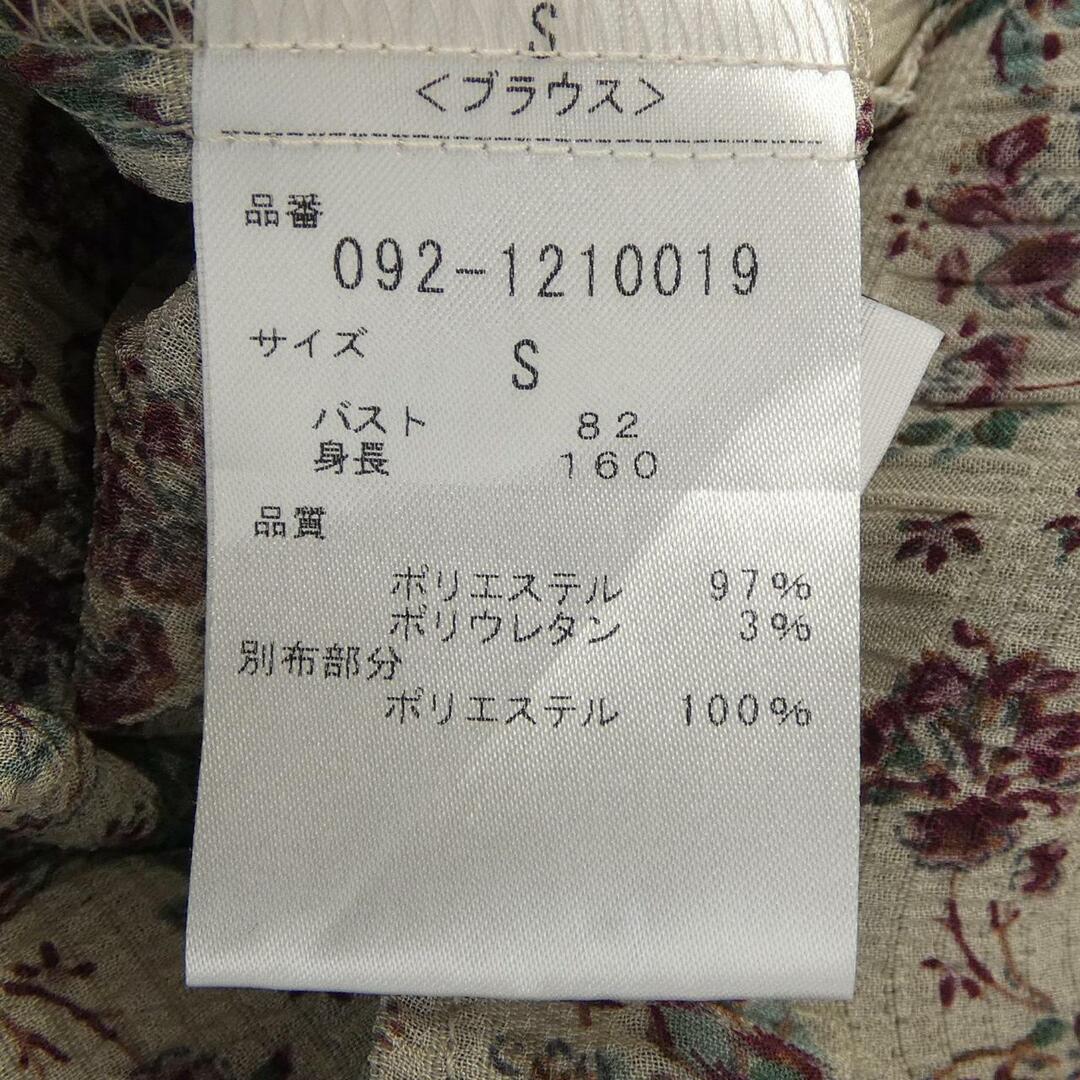 S
<ブラウス>
品番
092-1210019
サイズ
S
バスト 82
身長 160
品質
ポリエステル 97%
ポリウレタン 3%
別布部分
ポリエステル 100%